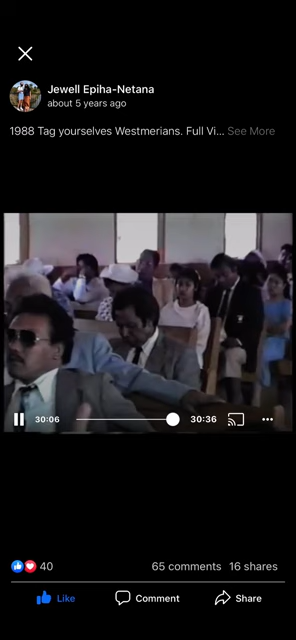 Jewell Epiha-Netana
about 5 years ago
1988 Tag yourselves Westmerians. Full Vi... See More
30:06
30:36
40
65 comments 16 shares
Like Comment Share